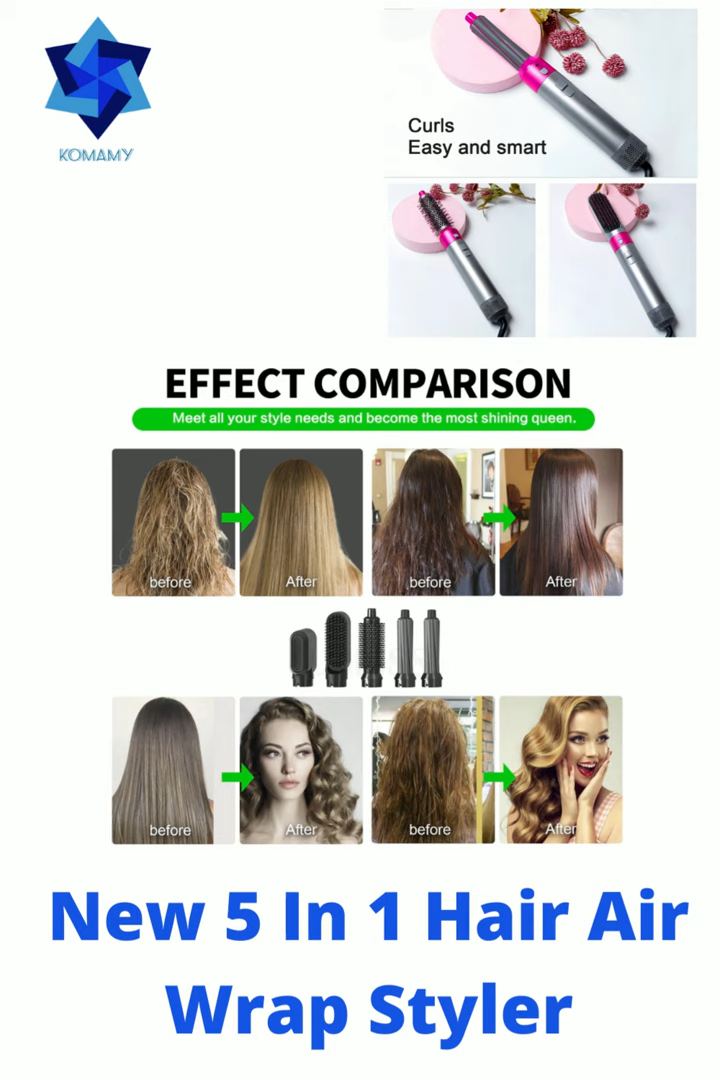 KOMAMY
Curls
Easy and smart
EFFECT COMPARISON
Meet all your style needs and become the most shining queen.
before
After
before
After
before
After
before
After
New 5 In 1 Hair Air
Wrap Styler